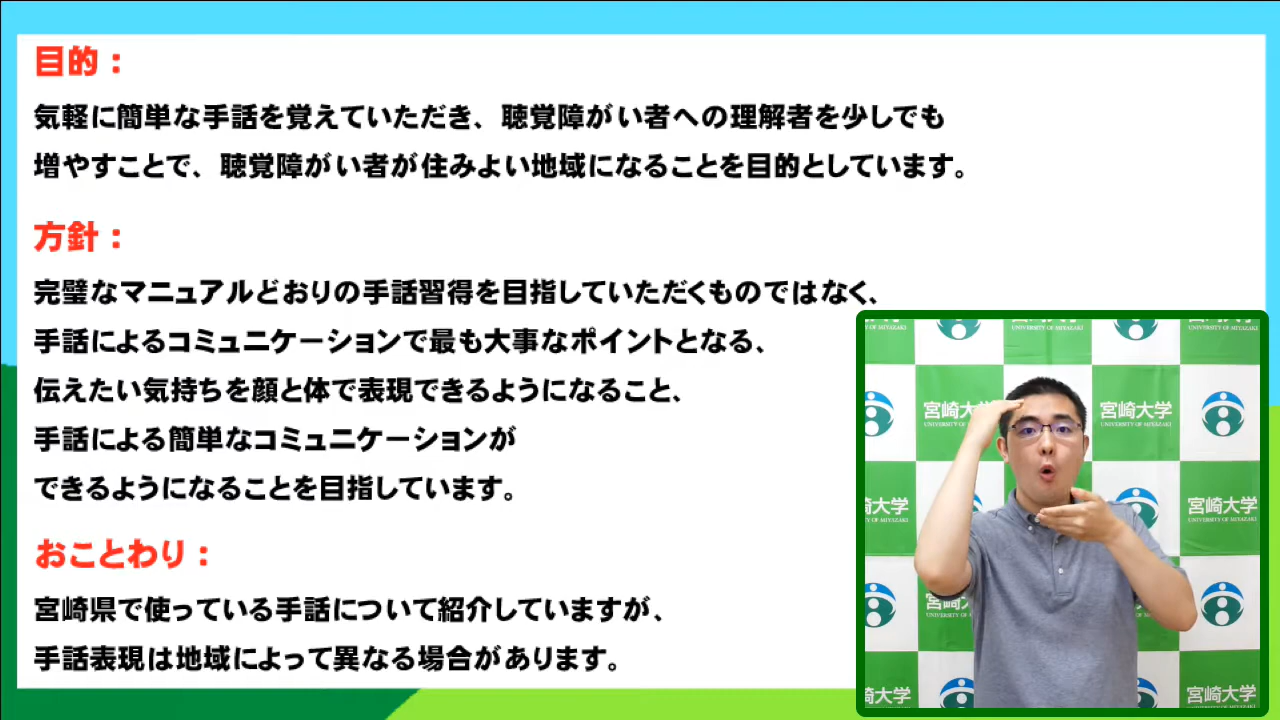 目的：
気軽に簡単な手話を覚えていただき、聴覚障がい者への理解者を少しでも
増やすことで、聴覚障がい者が住みよい地域になることを目的としています。
方針：
完璧なマニュアルどおりの手話習得を目指していただくものではなく、
手話によるコミュニケーションで最も大事なポイントとなる、
伝えたい気持ちを顔と体で表現できるようになること、
手話による簡単なコミュニケーションが
できるようになることを目指しています。
おことわり：
宮崎県で使っている手話について紹介していますが、
手話表現は地域によって異なる場合があります。
UNIVERSITY OF MIYAZAKI
UNIVERSITY OF MIYAZAKI
宮崎大学
UNIVERSITY OF MIYAZAKI
宮崎大学
UNIVERSITY OF MIYAZAKI
宮崎大学
UNIVERSITY OF MIYAZAKI
宮崎大学
UNIVERSITY OF MIYAZAKI